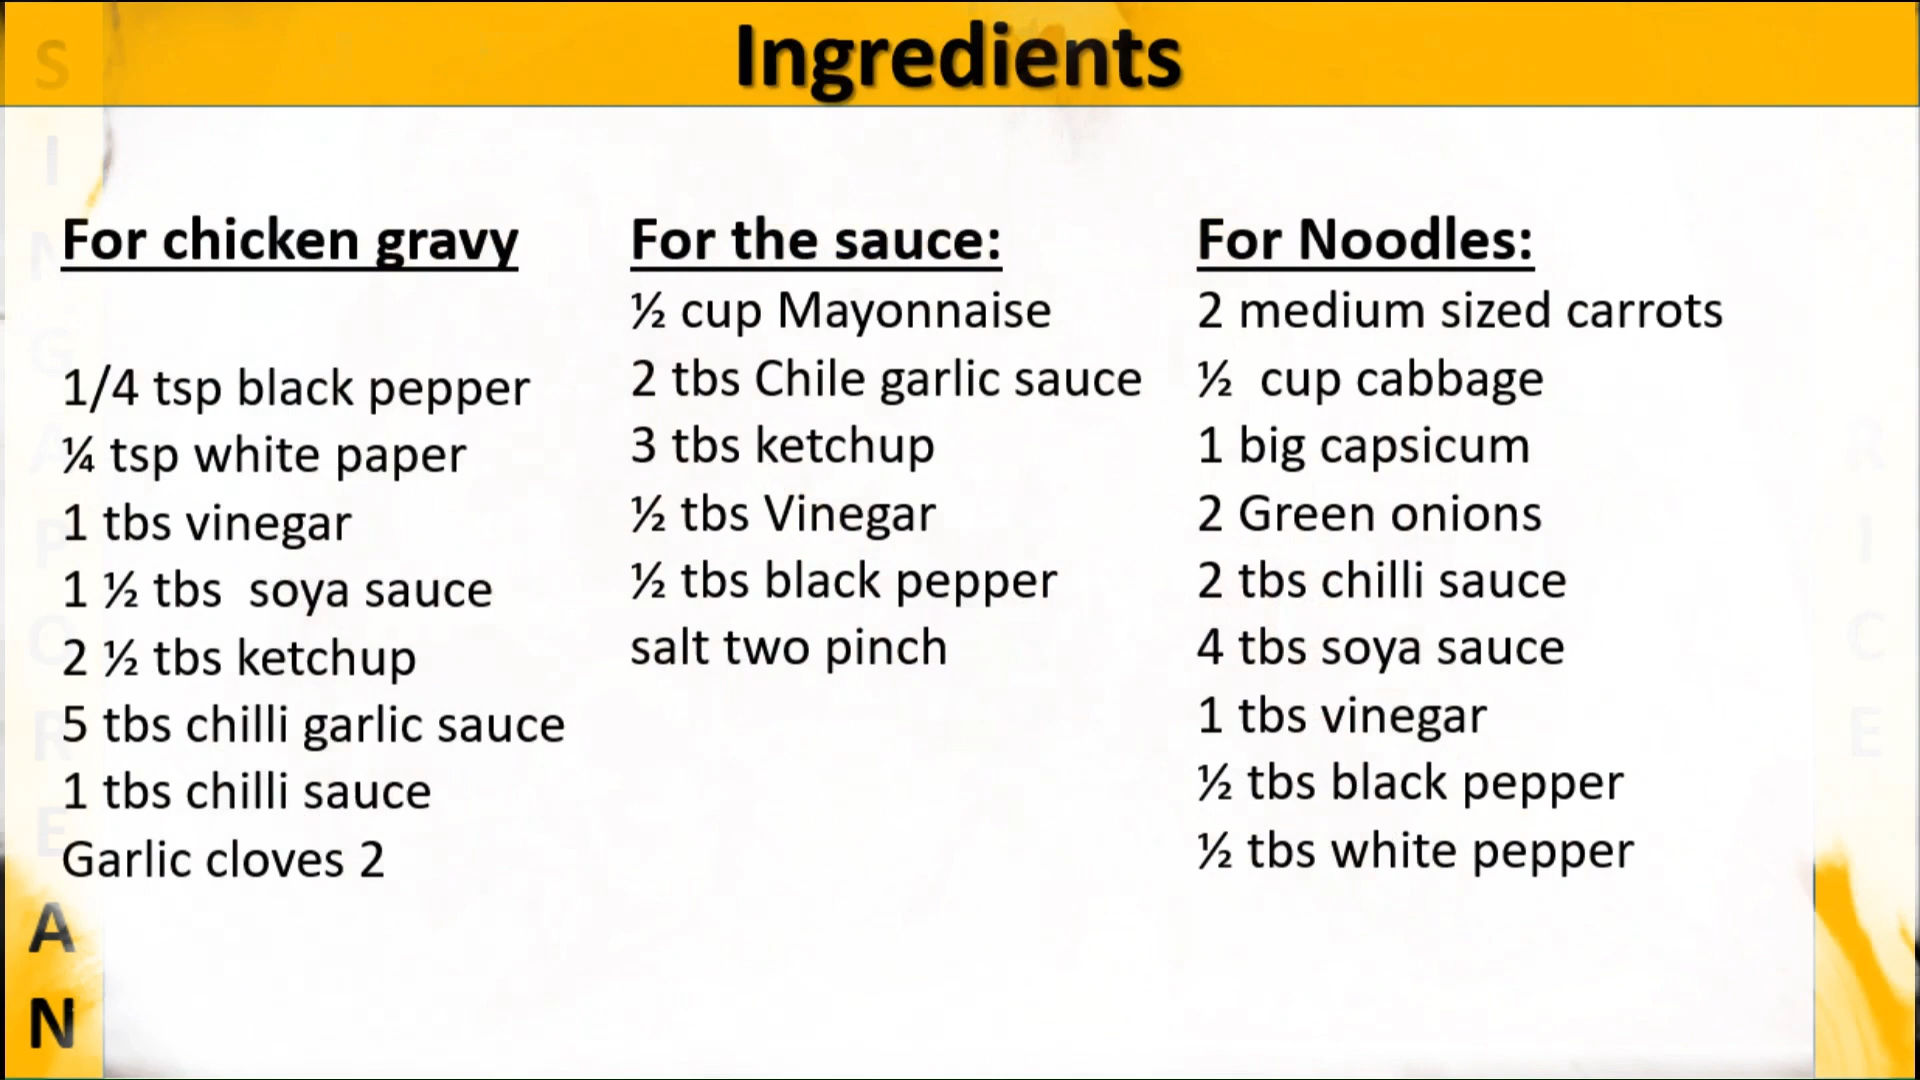 Ingredients
For chicken gravy
1/4 tsp black pepper
¼ tsp white paper
1 tbs vinegar
1 ½ tbs  soya sauce
2 ½ tbs ketchup
5 tbs chilli garlic sauce
1 tbs chilli sauce
Garlic cloves 2
For the sauce:
½ cup Mayonnaise
2 tbs Chile garlic sauce
3 tbs ketchup
½ tbs Vinegar
½ tbs black pepper
salt two pinch
For Noodles:
2 medium sized carrots
½  cup cabbage
1 big capsicum
2 Green onions
2 tbs chilli sauce
4 tbs soya sauce
1 tbs vinegar
½ tbs black pepper
½ tbs white pepper
S
I
N
G
A
P
O
R
E
A
N
R
I
C
E